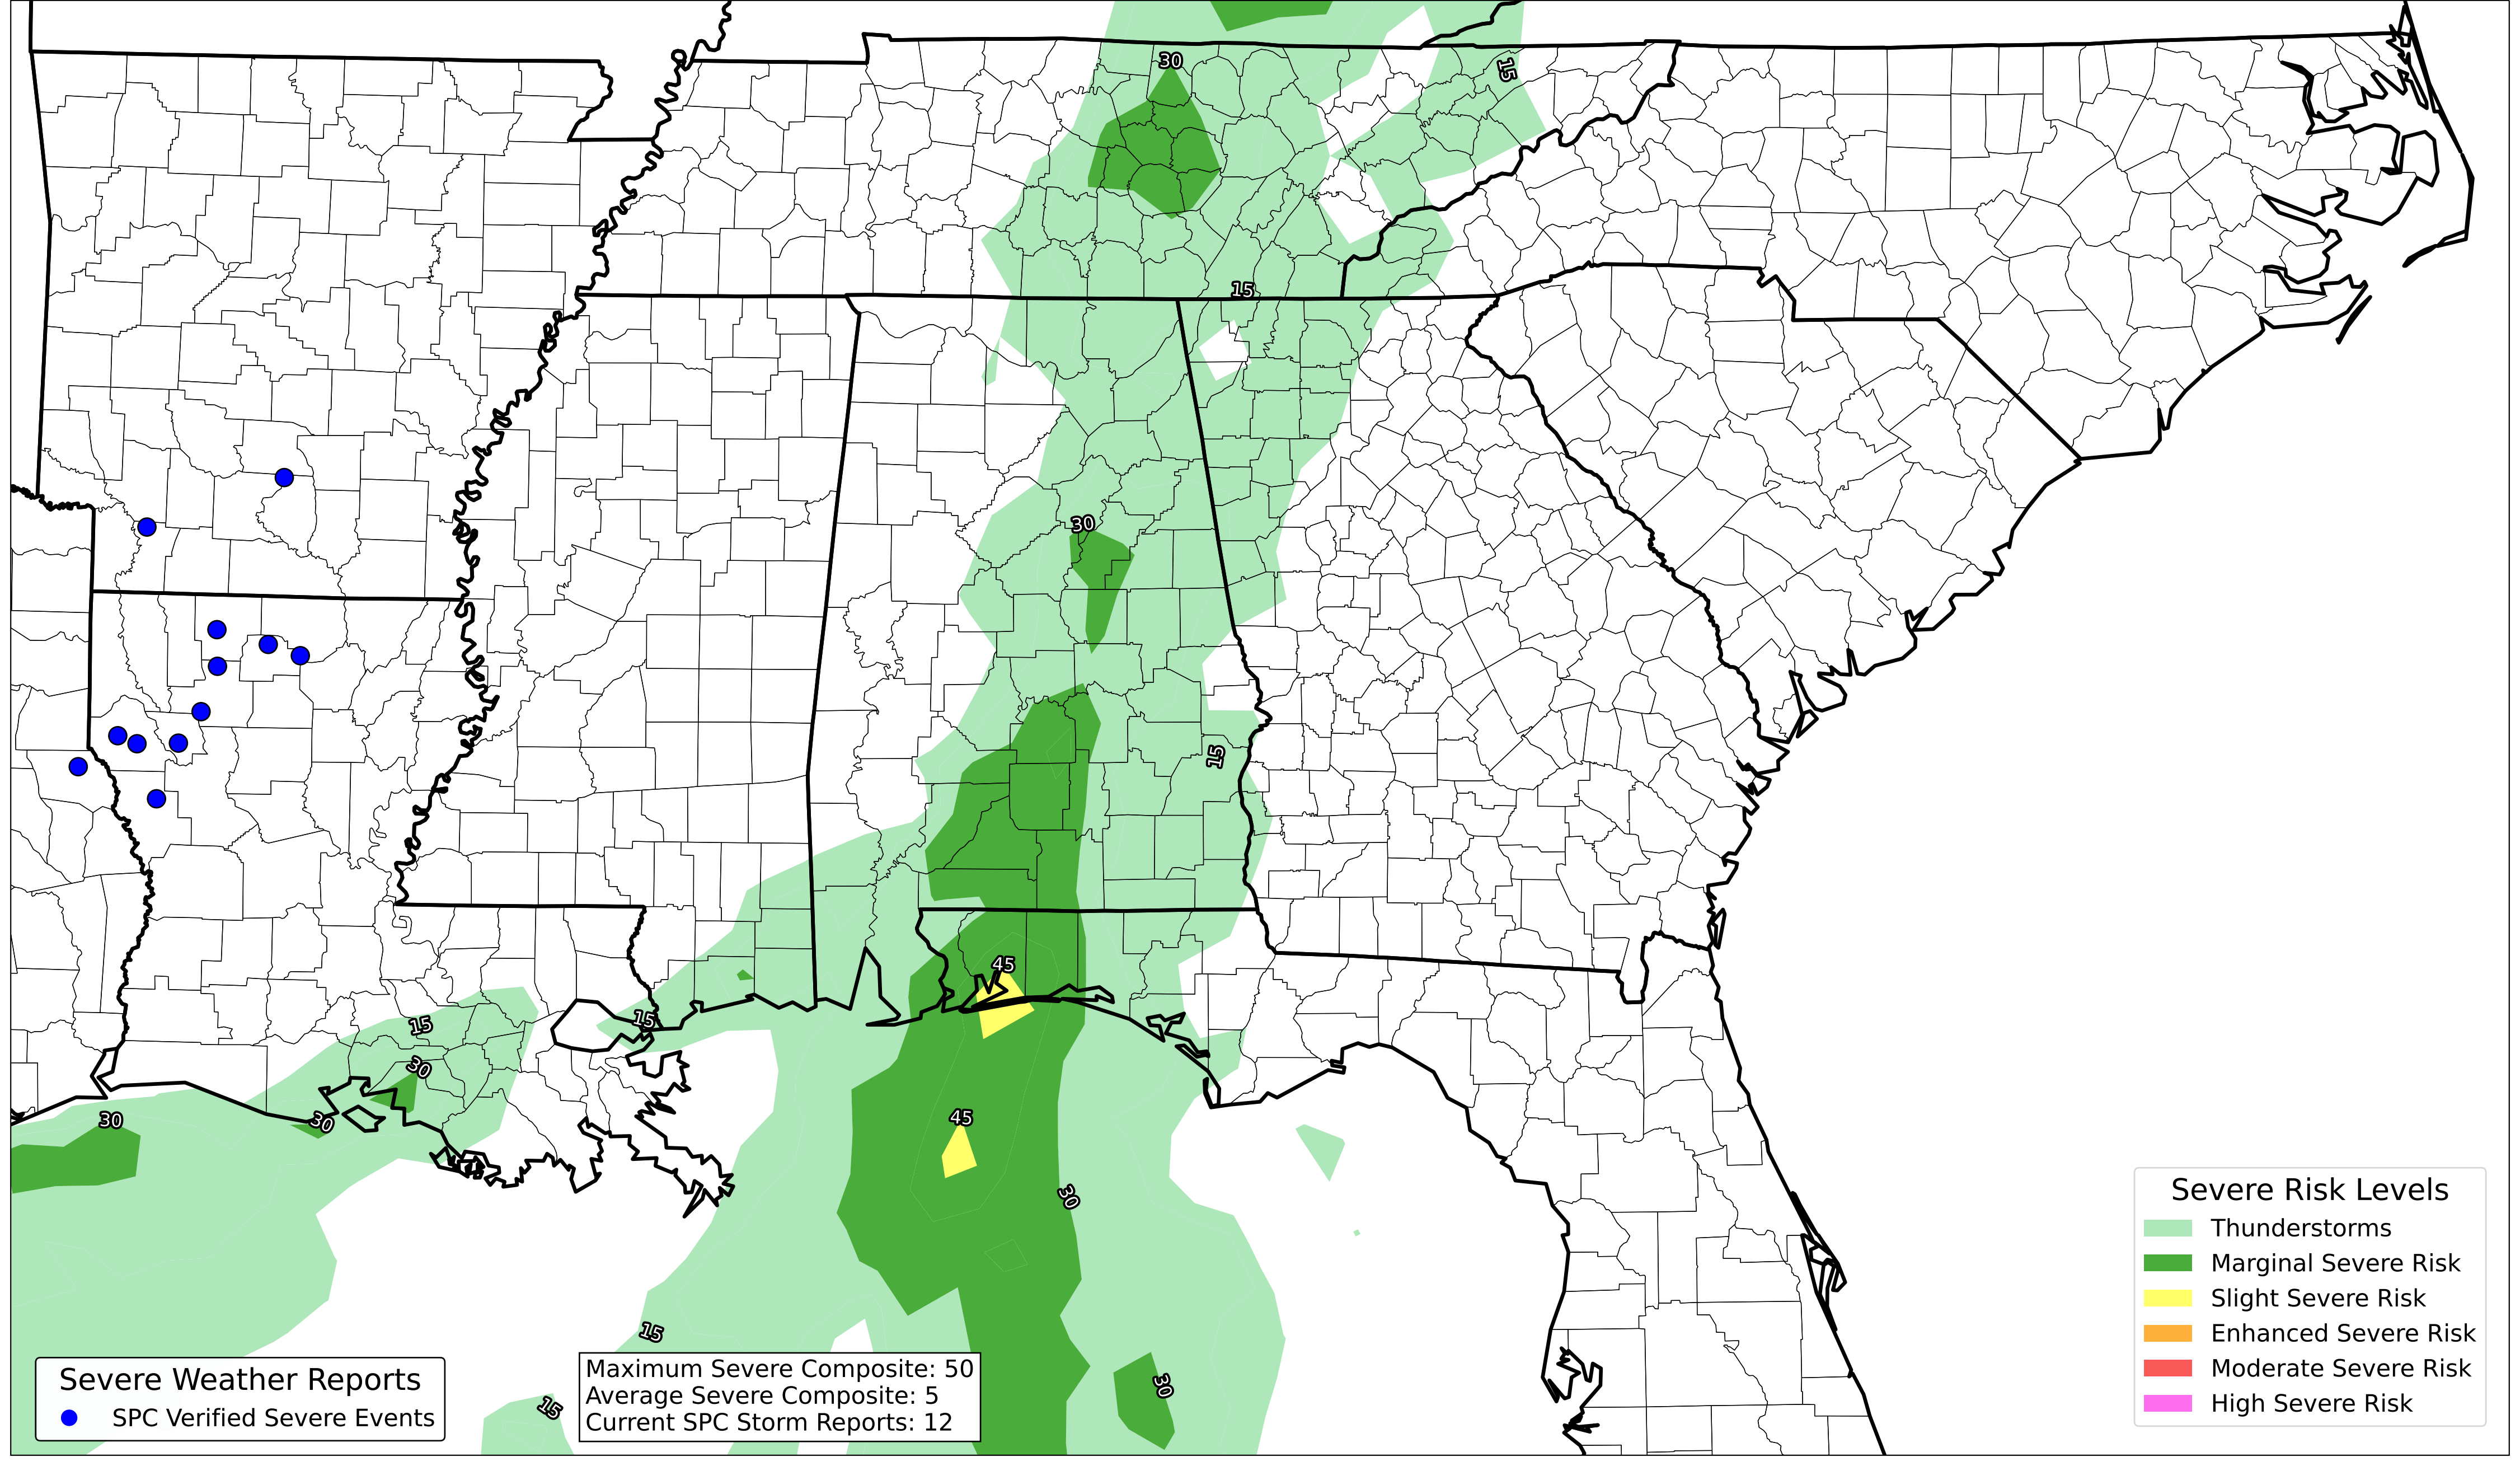 30
15
15
30
15
45
15
15
30
30
30
45
30
15
30
15
Severe Weather Reports
SPC Verified Severe Events
Maximum Severe Composite: 50
Average Severe Composite: 5
Current SPC Storm Reports: 12
Severe Risk Levels
Thunderstorms
Marginal Severe Risk
Slight Severe Risk
Enhanced Severe Risk
Moderate Severe Risk
High Severe Risk